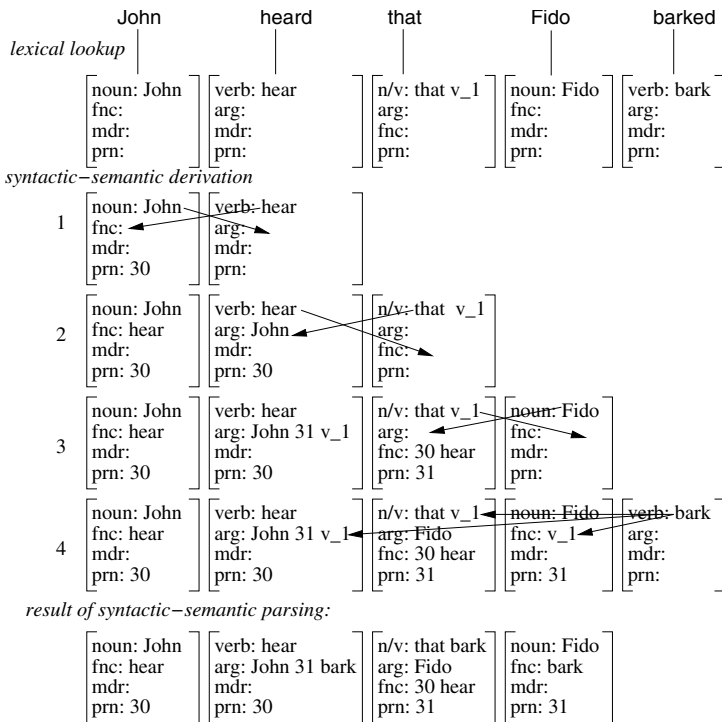 John heard that Fido barked
lexical lookup
noun: John verb: hear n/v: that v_1 noun: Fido verb: bark
fnc: arg: arg: fnc: arg:
mdr: mdr: fnc: mdr: mdr:
prn: prn: prn: prn: prn:
syntactic−semantic derivation
1
noun: John verb: hear
fnc: arg:
mdr: mdr:
prn: 30 prn:
2
noun: John verb: hear n/v: that v_1
fnc: hear arg: John arg:
mdr: mdr: fnc:
prn: 30 prn: 30 prn:
3
noun: John verb: hear n/v: that v_1 noun: Fido
fnc: hear arg: John 31 v_1 arg: fnc:
mdr: mdr: fnc: 30 hear mdr:
prn: 30 prn: 30 prn: 31 prn:
4
noun: John verb: hear n/v: that v_1 noun: Fido verb: bark
fnc: hear arg: John 31 v_1 arg: Fido fnc: v_1 arg:
mdr: mdr: fnc: 30 hear mdr: mdr:
prn: 30 prn: 30 prn: 31 prn: 31 prn:
result of syntactic−semantic parsing:
noun: John verb: hear n/v: that bark noun: Fido
fnc: hear arg: John 31 bark arg: Fido fnc: bark
mdr: mdr: fnc: 30 hear mdr:
prn: 30 prn: 30 prn: 31 prn: 31